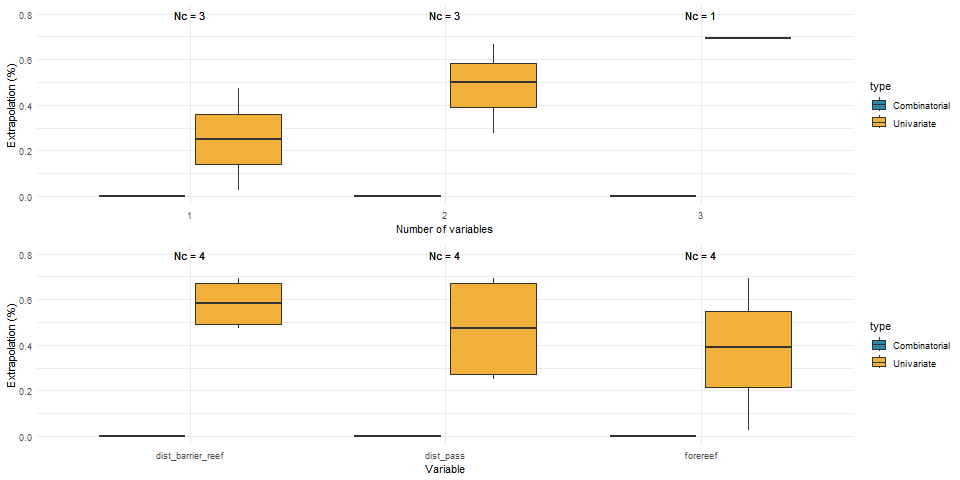 Nc = 3 Nc = 3 Nc = 1
0.8
0.6
0.4
0.2
0.0
Extrapolation (%)
1 2 3
Number of variables
type
Combinatorial
Univariate
Nc = 4 Nc = 4 Nc = 4
0.8
0.6
0.4
0.2
0.0
Extrapolation (%)
dist_barrier_reef dist_pass forereef
Variable
type
Combinatorial
Univariate